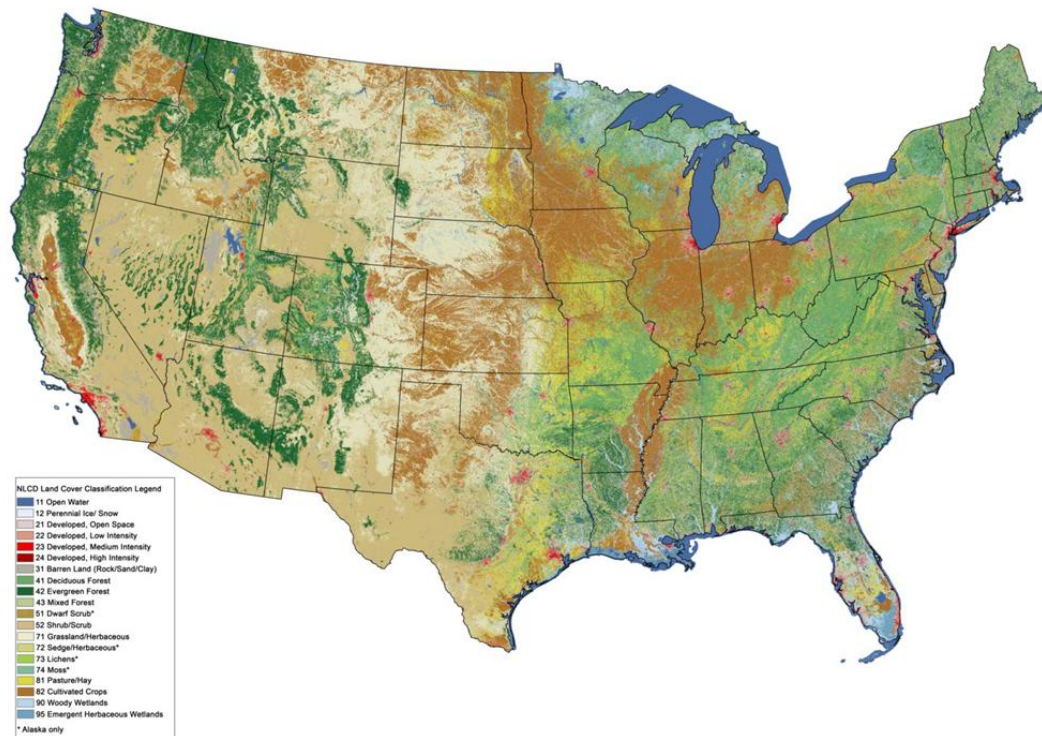 NLCD Land Cover Classification Legend
11 Open Water
12 Perennial Ice/ Snow
21 Developed, Open Space
22 Developed, Low Intensity
23 Developed, Medium Intensity
24 Developed, High Intensity
31 Barren Land (Rock/Sand/Clay)
41 Deciduous Forest
42 Evergreen Forest
43 Mixed Forest
51 Dwarf Scrub*
52 Shrub/Scrub
71 Grassland/Herbaceous
72 Sedge/Herbaceous*
73 Lichens*
74 Moss*
81 Pasture/Hay
82 Cultivated Crops
90 Woody Wetlands
95 Emergent Herbaceous Wetlands
* Alaska only